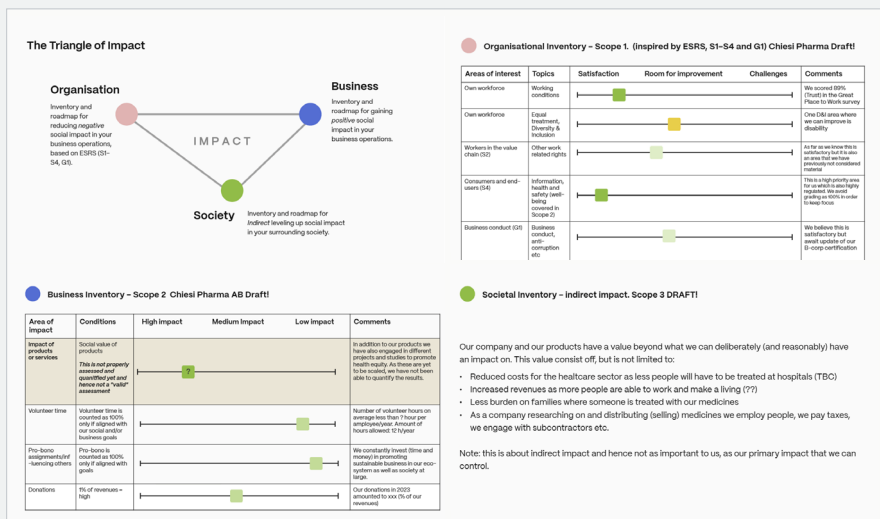 The Triangle of Impact
Organisation
Inventory and
roadmap for
reducing negative
social impact in your
business operations,
based on ESRS (S1-
S4, G1).
Business
Inventory and
roadmap for gaining
positive social
impact in your
business operations.
IMPACT
Society
Inventory and roadmap for
Indirect leveling up social impact
in your surrounding society.
Organisational Inventory – Scope 1. (inspired by ESRS, S1-S4 and G1) Chiesi Pharma Draft!
Areas of interest
Topics
Satisfaction
Room for improvement
Challenges
Comments
Own workforce
Working
conditions
We scored 89%
(Trust) in the Great
Place to Work survey
Own workforce
Equal
treatment,
Diversity &
Inclusion
One D&I area where
we can improve is
disability
Workers in the value
chain (S2)
Other work
related rights
As far as we know this is
satisfactory but it is also
an area that we have
previously not considered
material
Consumers and end-
users (S4)
Information,
health and
safety (well-
being
covered in
Scope 2)
This is a high priority area
for us which is also highly
regulated. We avoid
grading as 100% in order
to keep focus
Business conduct (G1)
Business
conduct,
anti-
corruption
etc
We believe this is
satisfactory but
await update of our
B-corp certification
Business Inventory – Scope 2 Chiesi Pharma AB Draft!
Area of
impact
Conditions
High impact
Medium Impact
Low impact
Comments
Impact of
products
or services
Social value of
products
This is not properly
assessed and
quantified yet and
hence not a "valid"
assessment
?
In addition to our products we
have also engaged in different
projects and studies to promote
health equity. As these are yet
to be scaled, we have not been
able to quantify the results.
Volunteer time
Volunteer time is
counted as 100%
only if aligned with
our social and/or
business goals
Number of volunteer hours on
average less than ? hour per
employee/year. Amount of
hours allowed: 12 h/year
Pro-bono
assignments/inf
-luencing others
Pro-bono is
counted as 100%
only if aligned with
goals
We constantly invest (time and
money) in promoting
sustainable business in our eco-
system as well as society at
large.
Donations
1% of revenues =
high
Our donations in 2023
amounted to xxx (% of our
revenues)
Societal Inventory – indirect impact. Scope 3 DRAFT!
Our company and our products have a value beyond what we can deliberately (and reasonably) have
an impact on. This value consist off, but is not limited to:
• Reduced costs for the healtcare sector as less people will have to be treated at hospitals (TBC)
• Increased revenues as more people are able to work and make a living (??)
• Less burden on families where someone is treated with our medicines
• As a company researching on and distributing (selling) medicines we employ people, we pay taxes,
we engage with subcontractors etc.
Note: this is about indirect impact and hence not as important to us, as our primary impact that we can
control.